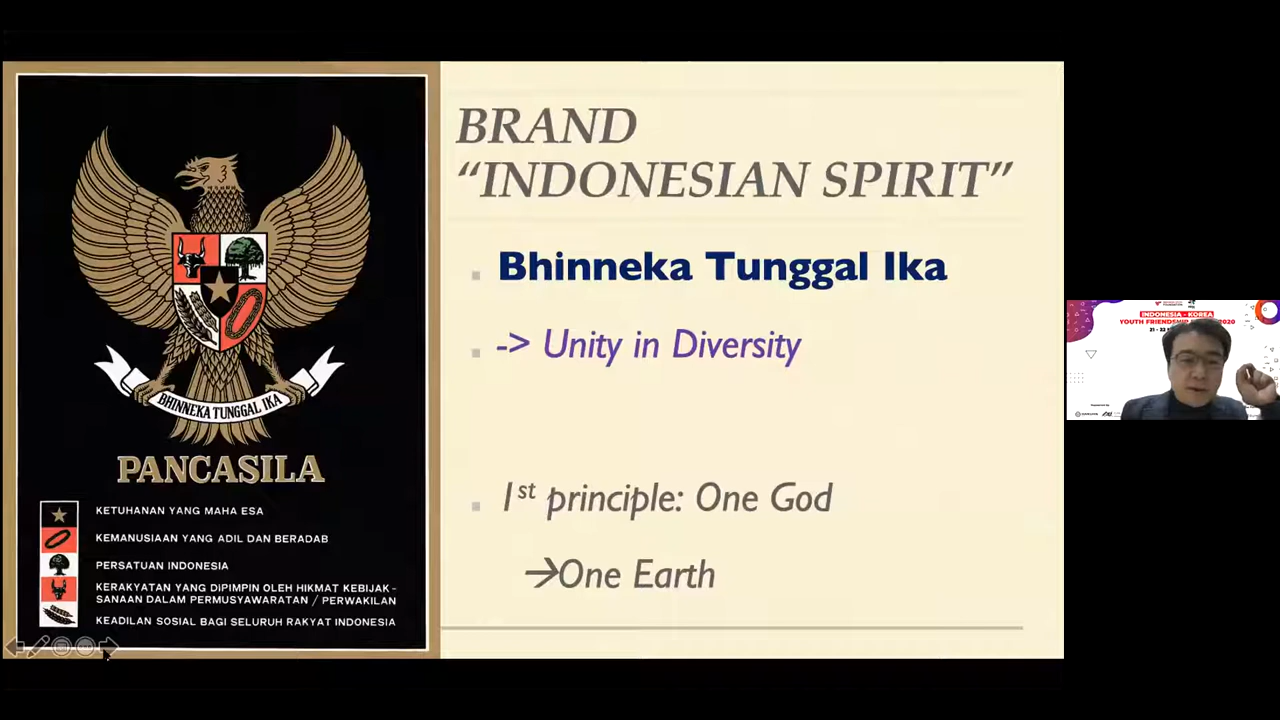 BRAND
“INDONESIAN SPIRIT”
Bhinneka Tunggal Ika
-> Unity in Diversity
1st principle: One God
→One Earth
BHINNEKA TUNGGAL IKA
PANCASILA
KETUHANAN YANG MAHA ESA
KEMANUSIAAN YANG ADIL DAN BERADAB
PERSATUAN INDONESIA
KERAKYATAN YANG DIPIMPIN OLEH HIKMAT KEBIJAK-
SANAAN DALAM PERMUSYAWARATAN / PERWAKILAN
KEADILAN SOSIAL BAGI SELURUH RAKYAT INDONESIA
INDONESIA - KOREA
YOUTH FRIENDSHIP
2020